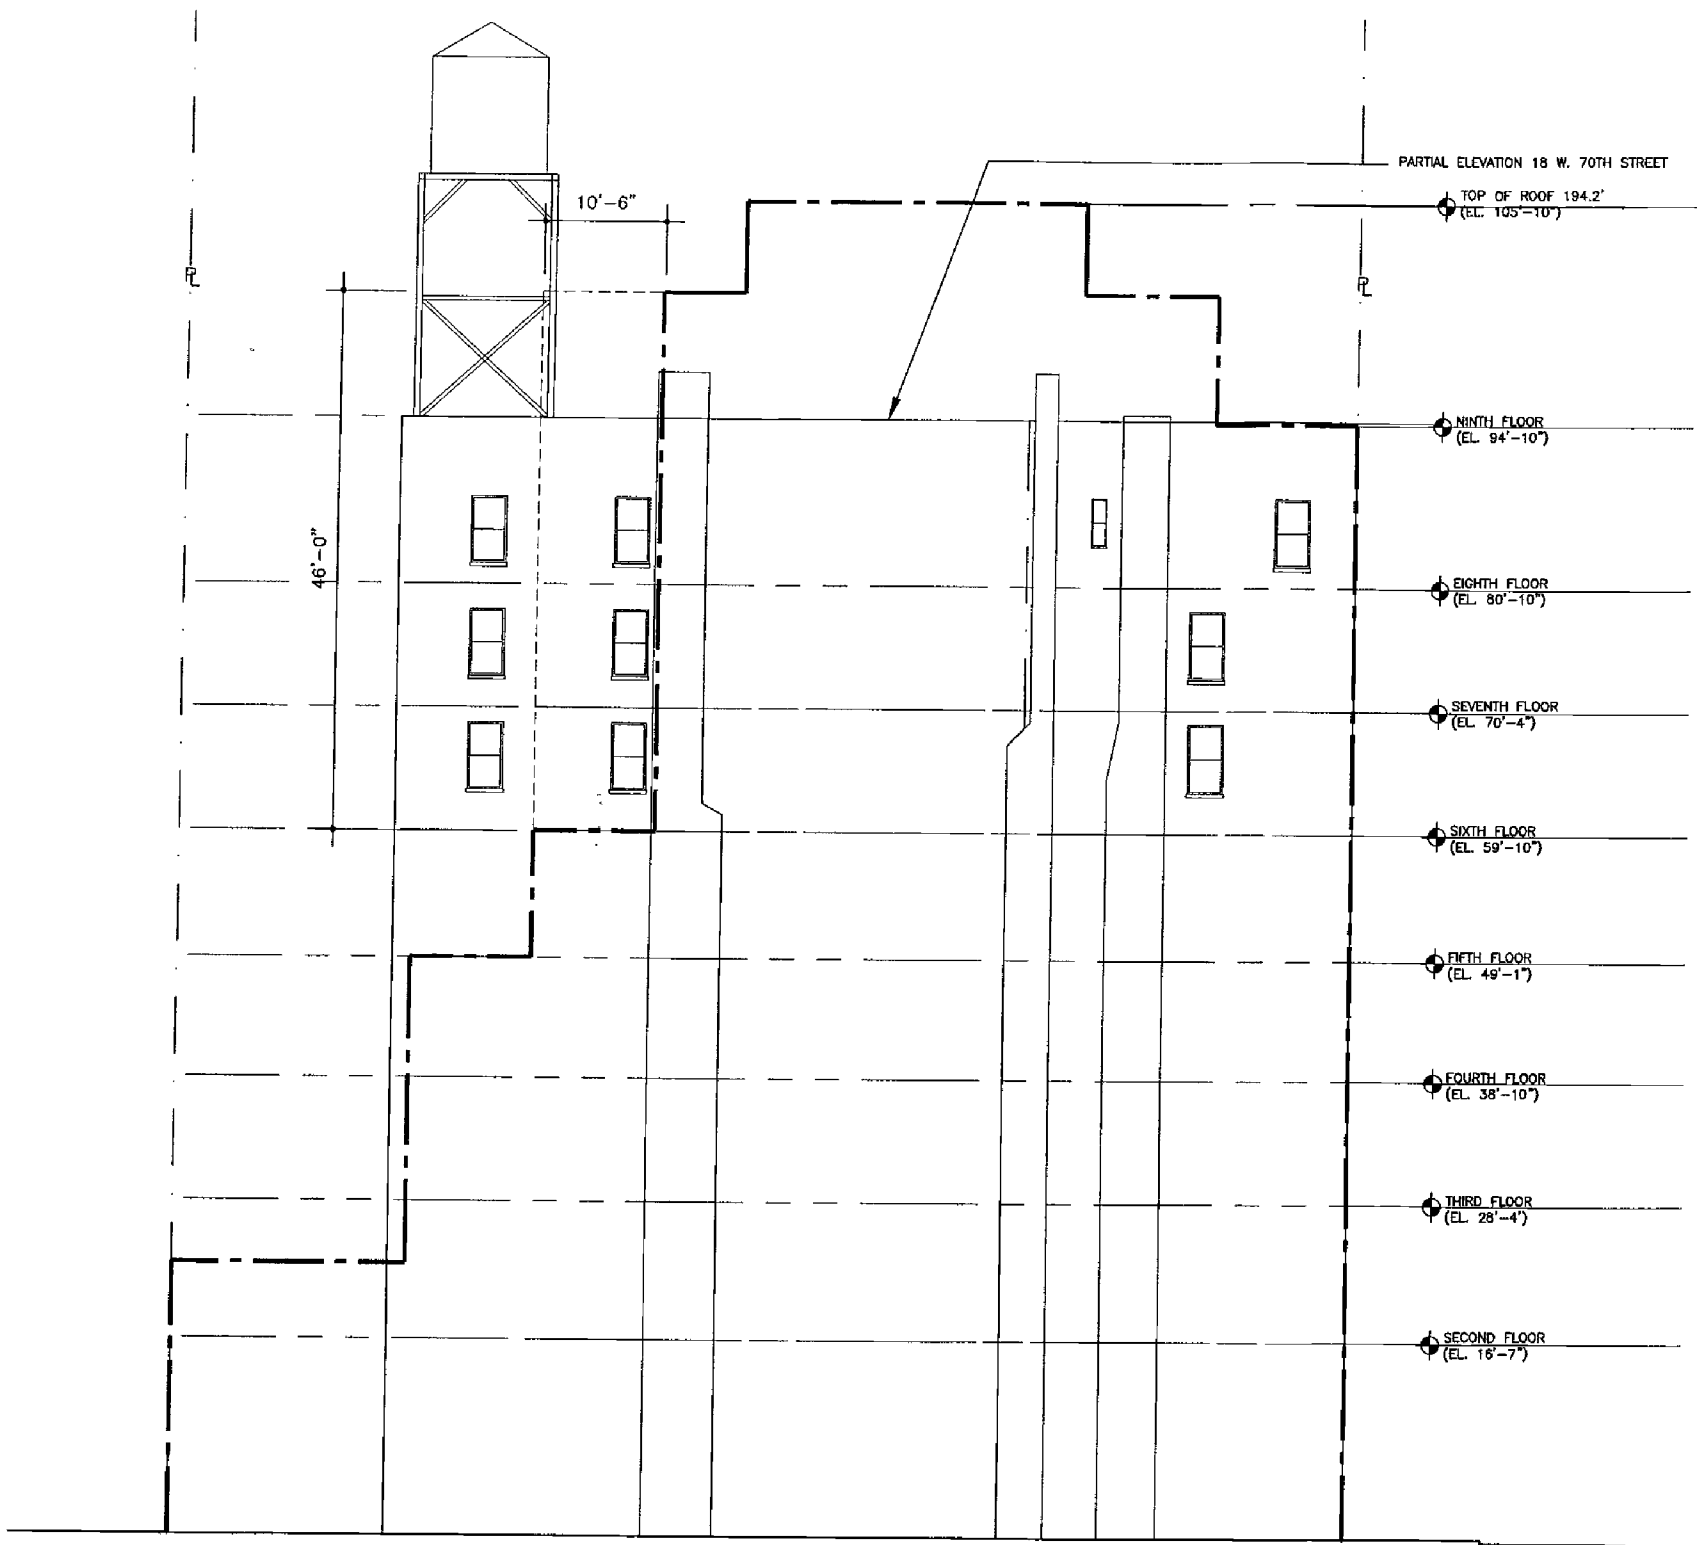 PARTIAL ELEVATION 18 W. 70TH STREET
TOP OF ROOF 194.2'
(EL. 105'-10")
10'-6"
PL
PL
NINTH FLOOR
(EL. 94'-10")
46'-0"
EIGHTH FLOOR
(EL. 80'-10")
SEVENTH FLOOR
(EL. 70'-4")
SIXTH FLOOR
(EL. 59'-10")
FIFTH FLOOR
(EL. 49'-1")
FOURTH FLOOR
(EL. 38'-10")
THIRD FLOOR
(EL. 28'-4')
SECOND FLOOR
(EL. 16'-7")